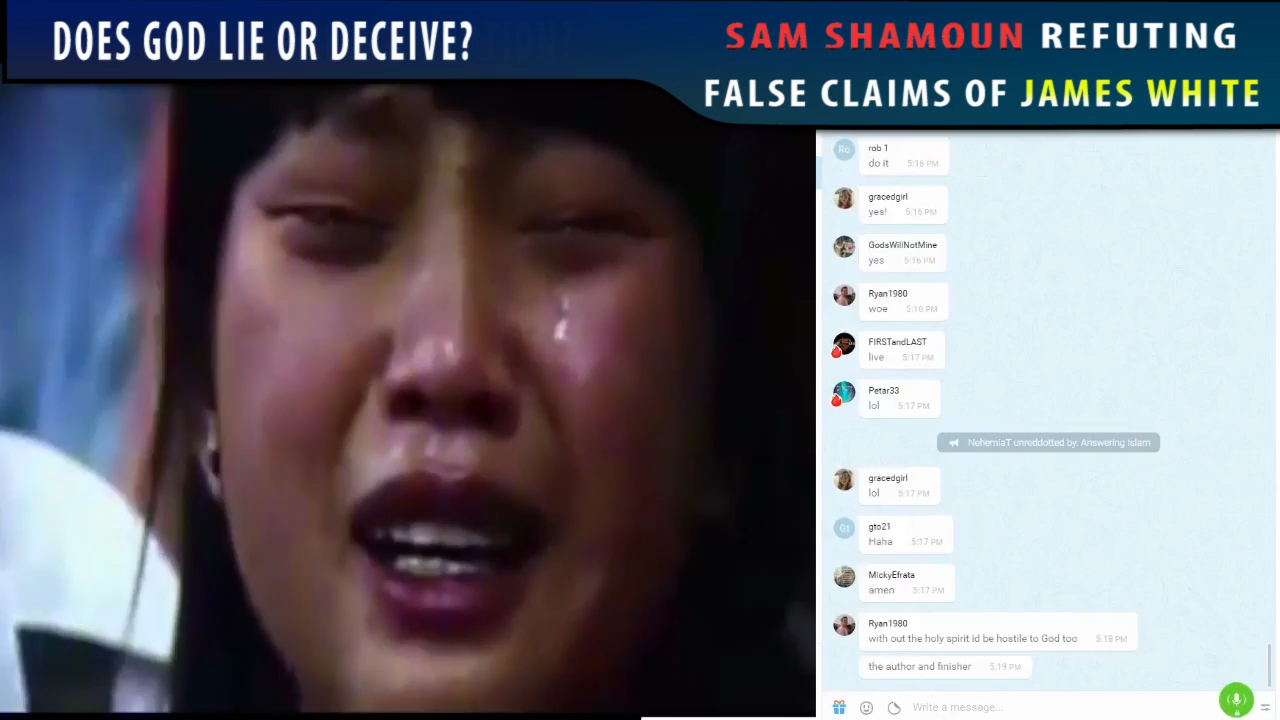 DOES GOD LIE OR DECEIVE?
SAM SHAMOUN REFUTING
FALSE CLAIMS OF JAMES WHITE
Ro
rob 1
do it 5:16 PM
gracedgirl
yes! 5:16 PM
GodsWillNotMine
yes 5:16 PM
Ryan1980
woe 5:16 PM
FIRSTandLAST
live 5:17 PM
Petar33
lol 5:17 PM
NehemiaT unreddotted by: Answering Islam
gracedgirl
lol 5:17 PM
G1
gto21
Haha 5:17 PM
MickyEfrata
amen 5:17 PM
Ryan1980
with out the holy spirit id be hostile to God too 5:18 PM
the author and finisher 5:19 PM
Write a message...